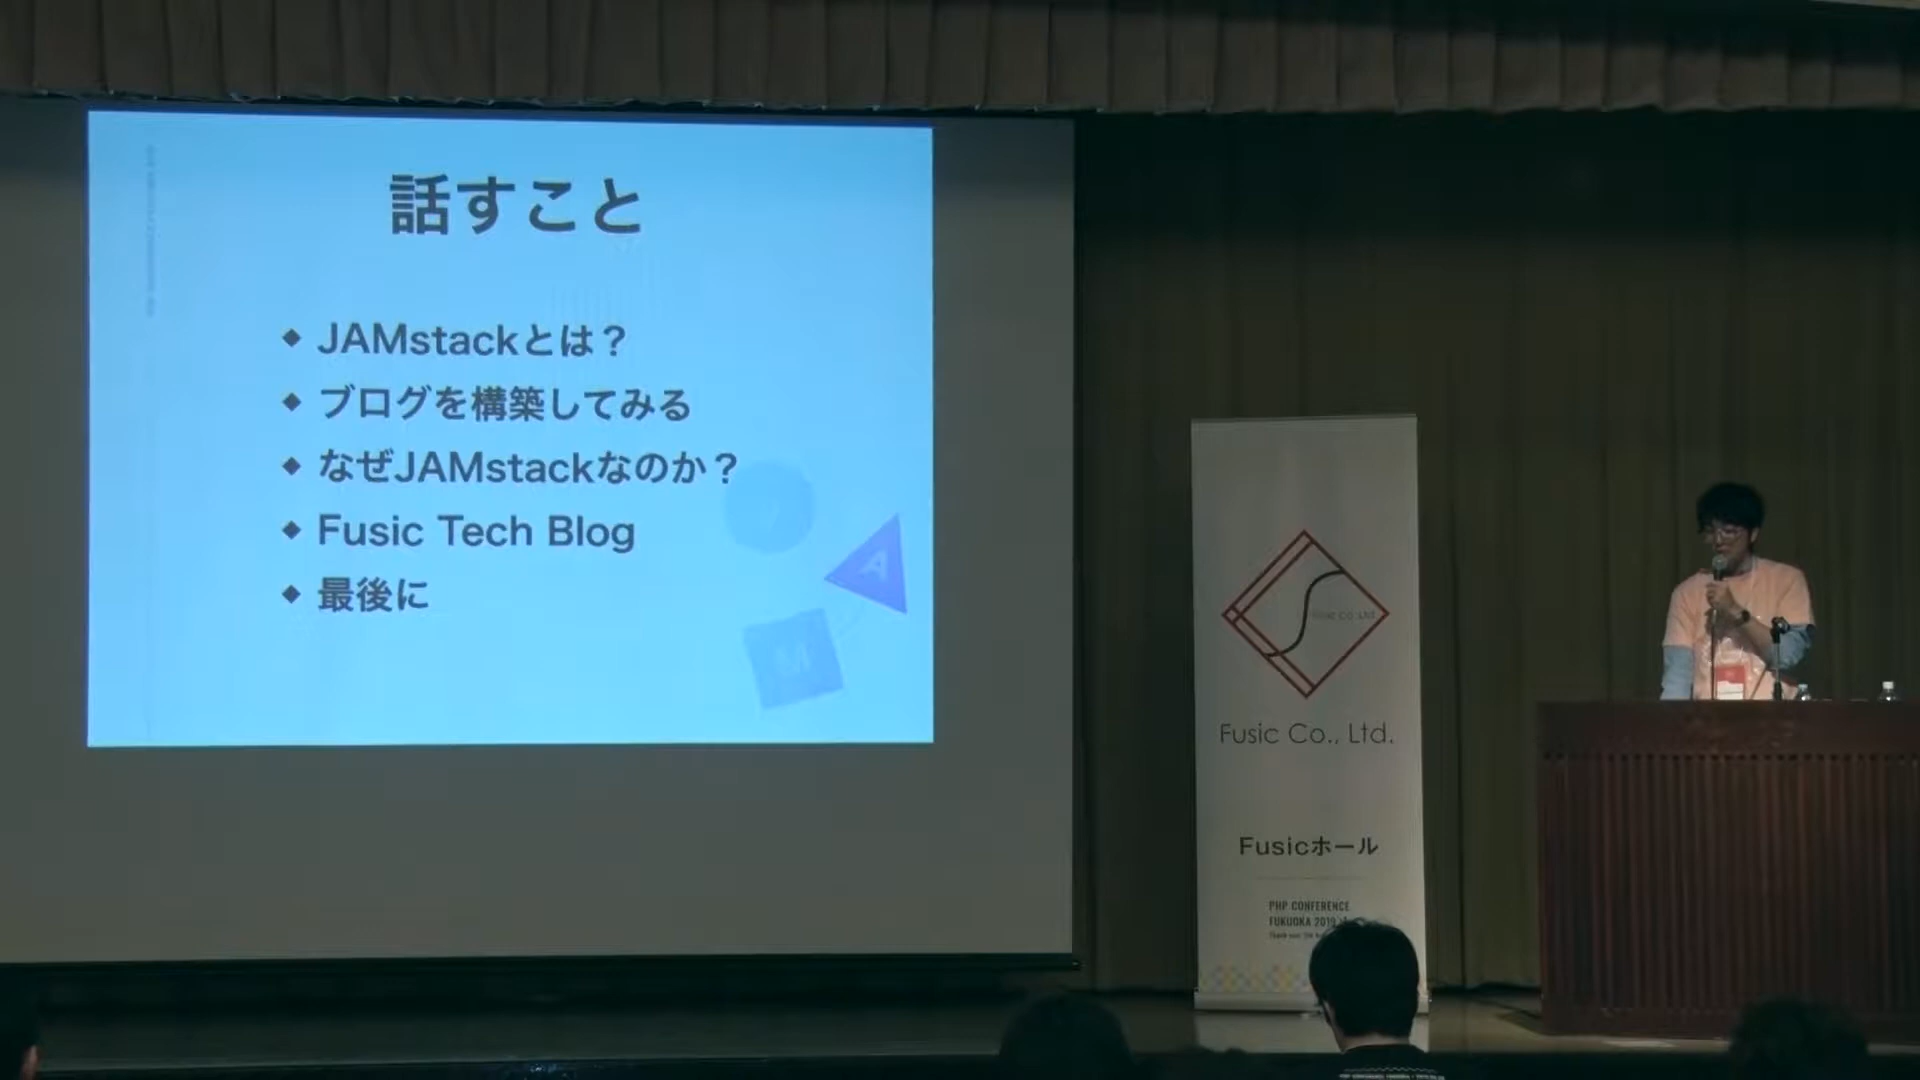 話すこと
JAMstackとは？
ブログを構築してみる
なぜJAMstackなのか？
Fusic Tech Blog
最後に
A
M
Fusic Co., Ltd.
Fusicホール
PHP CONFERENCE
FUKUOKA 2019